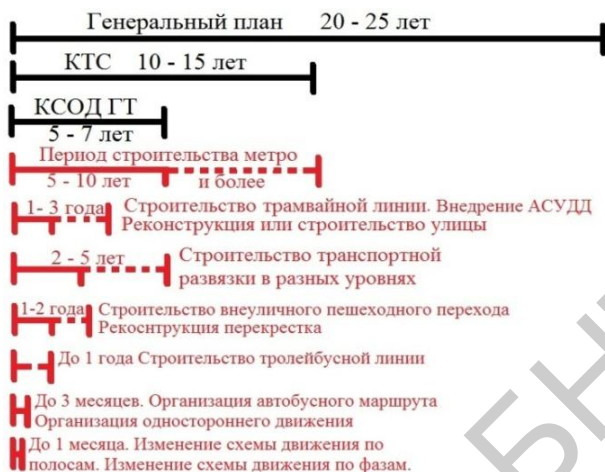 Генеральный план 20 - 25 лет
КТС 10 - 15 лет
КСОД ГТ
5 - 7 лет
Период строительства метро
5 - 10 лет и более
1- 3 года Строительство трамвайной линии. Внедрение АСУДД
Реконструкция или строительство улицы
2 - 5 лет Строительство транспортной
развязки в разных уровнях
1-2 года Строительство внеуличного пешеходного перехода
Рекоснтрукция перекрестка
До 1 года Строительство тролейбусной линии
До 3 месяцев. Организация автобусного маршрута
Организация одностороннего движения
До 1 месяца. Изменение схемы движения по
полосам. Изменение схемы движения по фазам.
БН